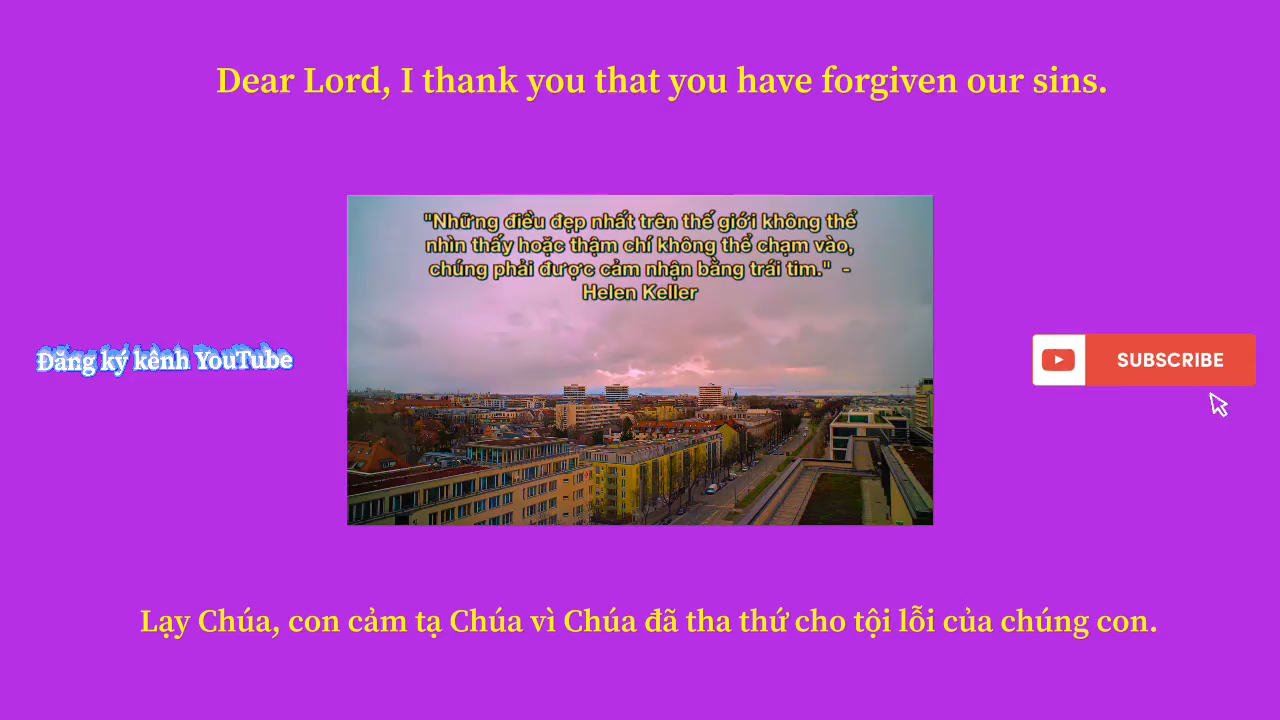 Dear Lord, I thank you that you have forgiven our sins.
"Những điều đẹp nhất trên thế giới không thể
nhìn thấy hoặc thậm chí không thể chạm vào,
chúng phải được cảm nhận bằng trái tim." -
Helen Keller
Đăng ký kênh YouTube
SUBSCRIBE
Lạy Chúa, con cảm tạ Chúa vì Chúa đã tha thứ cho tội lỗi của chúng con.